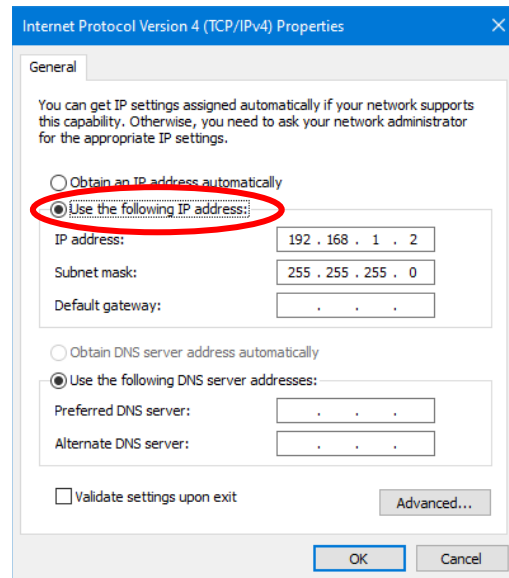 Internet Protocol Version 4 (TCP/IPv4) Properties
General
You can get IP settings assigned automatically if your network supports
this capability. Otherwise, you need to ask your network administrator
for the appropriate IP settings.
Obtain an IP address automatically
Use the following IP address:
IP address: 192 . 168 . 1 . 2
Subnet mask: 255 . 255 . 255 . 0
Default gateway: . . .
Obtain DNS server address automatically
Use the following DNS server addresses:
Preferred DNS server: . . .
Alternate DNS server: . . .
Validate settings upon exit
Advanced...
OK Cancel